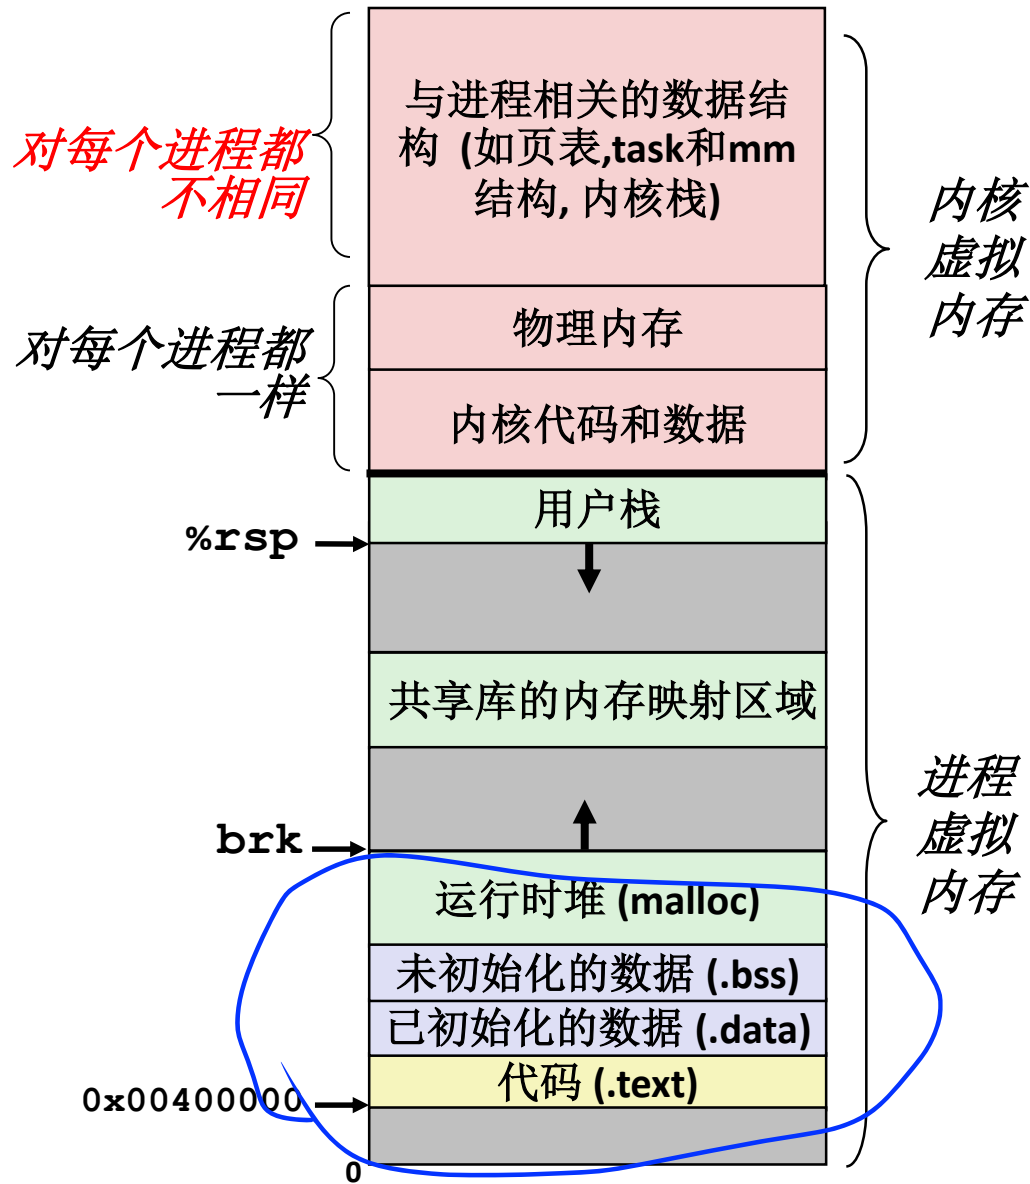 与进程相关的数据结
构 (如页表,task和mm
结构, 内核栈)
对每个进程都
不相同
内核
虚拟
内存
物理内存
对每个进程都
一样
内核代码和数据
用户栈
%rsp
共享库的内存映射区域
进程
虚拟
内存
brk
运行时堆 (malloc)
未初始化的数据 (.bss)
已初始化的数据 (.data)
代码 (.text)
0x00400000
0